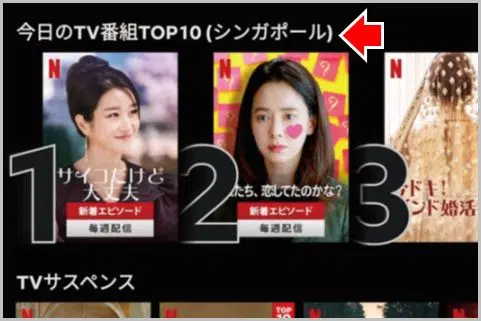 今日のTV番組TOP10 (シンガポール)
N
N
N
1
サイコだけど
大丈夫
新着エピソード
毎週配信
2
たち、恋してたのかな?
新着エピソード
毎週配信
3
ドキ!
インド婚活
TVサスペンス
N
N
TOP
10
N